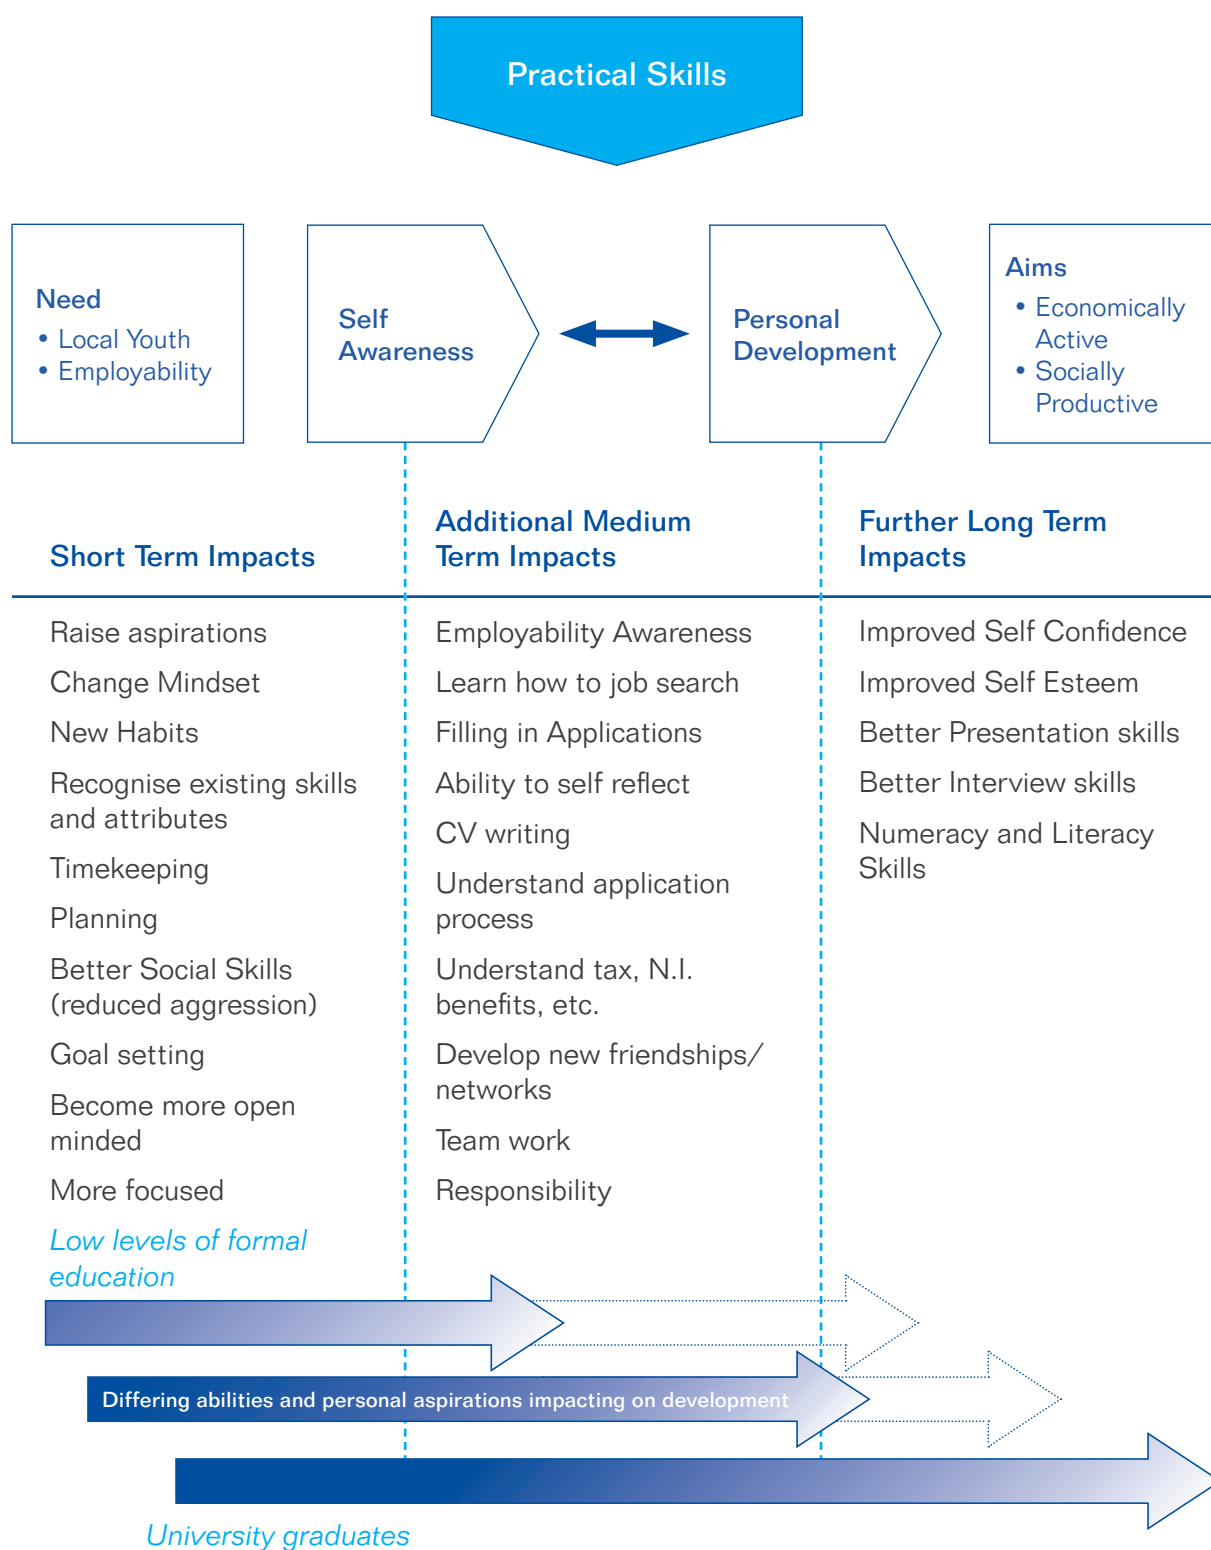 Practical Skills
Need
• Local Youth
• Employability
Self
Awareness
Personal
Development
Aims
• Economically
Active
• Socially
Productive
Short Term Impacts
Raise aspirations
Change Mindset
New Habits
Recognise existing skills
and attributes
Timekeeping
Planning
Better Social Skills
(reduced aggression)
Goal setting
Become more open
minded
More focused
Additional Medium
Term Impacts
Employability Awareness
Learn how to job search
Filling in Applications
Ability to self reflect
CV writing
Understand application
process
Understand tax, N.I.
benefits, etc.
Develop new friendships/
networks
Team work
Responsibility
Further Long Term
Impacts
Improved Self Confidence
Improved Self Esteem
Better Presentation skills
Better Interview skills
Numeracy and Literacy
Skills
Low levels of formal
education
Differing abilities and personal aspirations impacting on development
University graduates